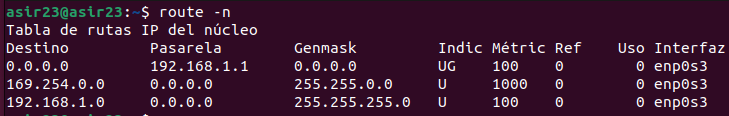 asir23@asir23:~$ route -n
Tabla de rutas IP del núcleo
Destino Pasarela Genmask Indic Métric Ref Uso Interfaz
0.0.0.0 192.168.1.1 0.0.0.0 UG 100 0 0 enp0s3
169.254.0.0 0.0.0.0 255.255.0.0 U 1000 0 0 enp0s3
192.168.1.0 0.0.0.0 255.255.255.0 U 100 0 0 enp0s3